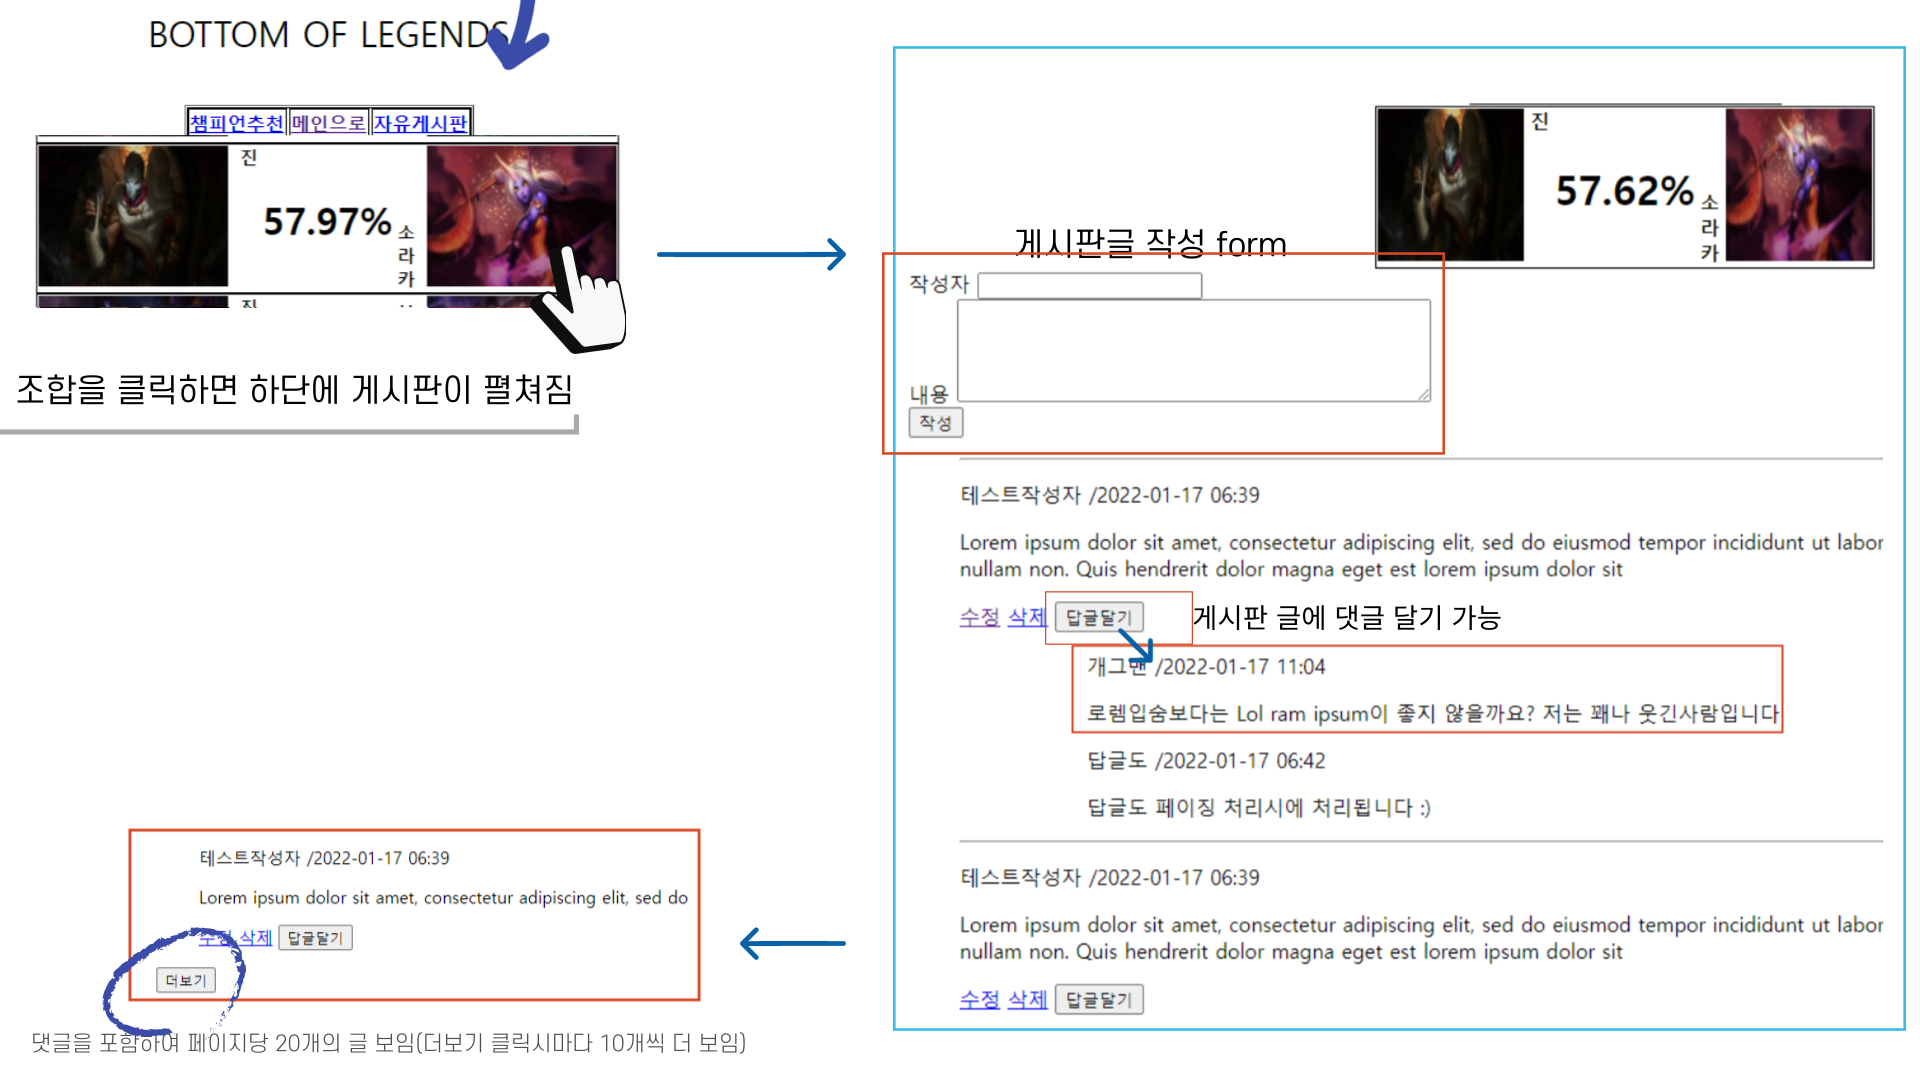 BOTTOM OF LEGENDS
챔피언추천 메인으로 자유게시판
진
57.97%
소
라
카
진
조합을 클릭하면 하단에 게시판이 펼쳐짐
진
57.62%
소
라
카
게시판글 작성 form
작성자
내용
작성
테스트작성자 /2022-01-17 06:39
Lorem ipsum dolor sit amet, consectetur adipiscing elit, sed do eiusmod tempor incididunt ut labor
nullam non. Quis hendrerit dolor magna eget est lorem ipsum dolor sit
수정 삭제 답글달기 게시판 글에 댓글 달기 가능
개그맨 /2022-01-17 11:04
로렘입숨보다는 Lol ram ipsum이 좋지 않을까요? 저는 꽤나 웃긴사람입니다
답글도 /2022-01-17 06:42
답글도 페이징 처리시에 처리됩니다 :)
테스트작성자 /2022-01-17 06:39
Lorem ipsum dolor sit amet, consectetur adipiscing elit, sed do eiusmod tempor incididunt ut labor
nullam non. Quis hendrerit dolor magna eget est lorem ipsum dolor sit
수정 삭제 답글달기
테스트작성자 /2022-01-17 06:39
Lorem ipsum dolor sit amet, consectetur adipiscing elit, sed do
수정 삭제 답글달기
더보기
댓글을 포함하여 페이지당 20개의 글 보임(더보기 클릭시마다 10개씩 더 보임)